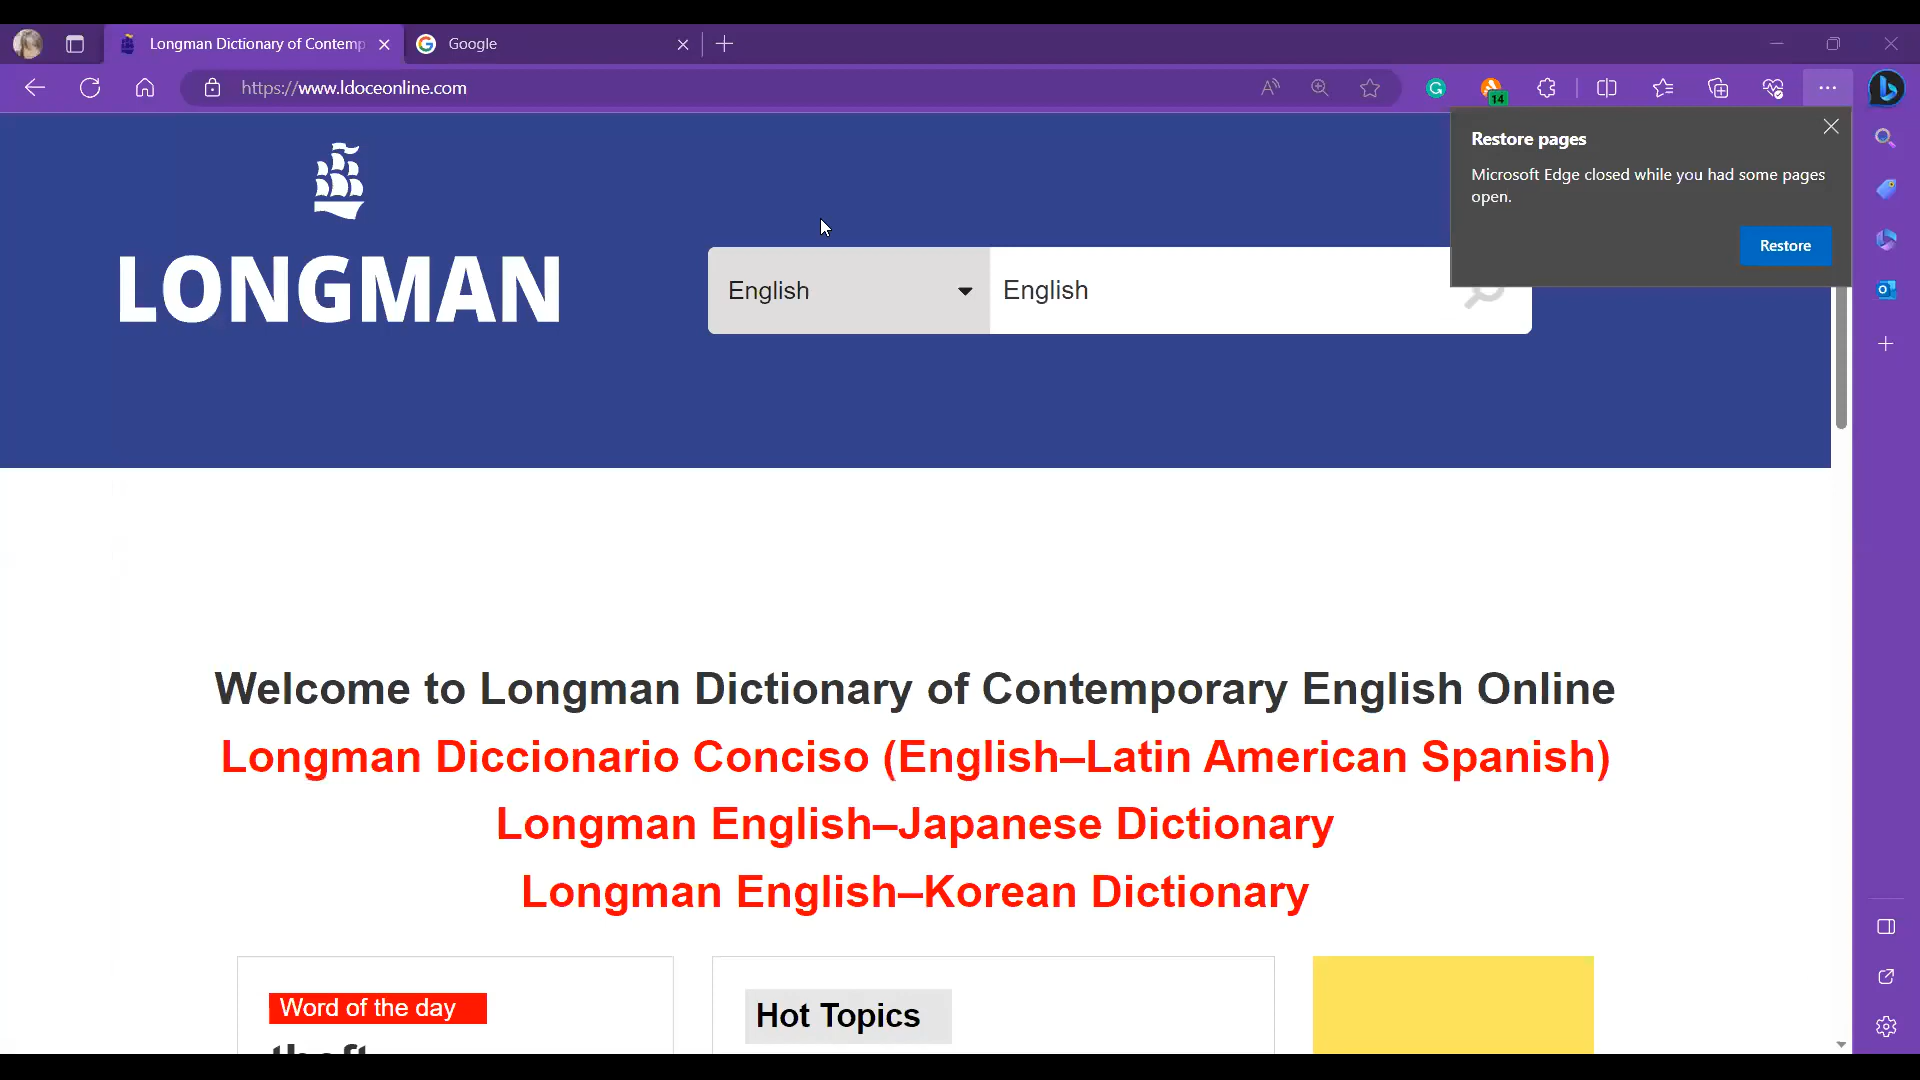 Longman Dictionary of Contemp
Google
https://www.ldoceonline.com
14
Restore pages
Microsoft Edge closed while you had some pages
open.
Restore
LONGMAN
English
English
Welcome to Longman Dictionary of Contemporary English Online
Longman Diccionario Conciso (English–Latin American Spanish)
Longman English–Japanese Dictionary
Longman English–Korean Dictionary
Word of the day
Hot Topics
theft